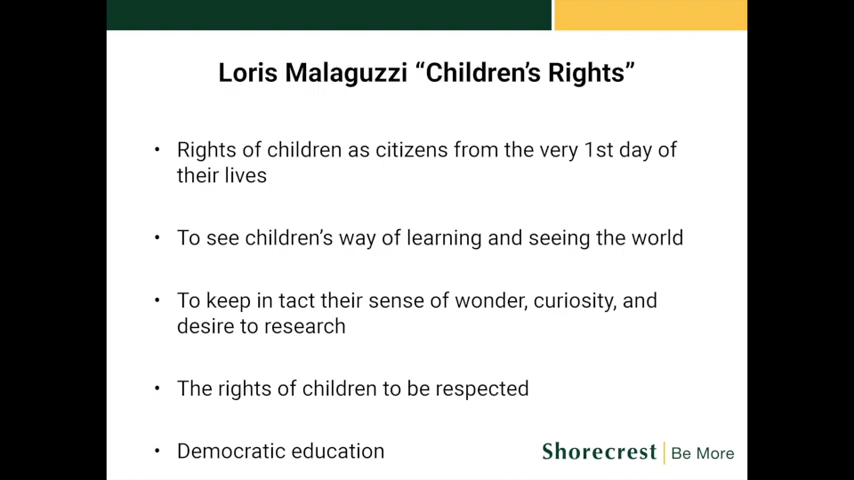 Loris Malaguzzi “Children’s Rights”
• Rights of children as citizens from the very 1st day of
their lives
• To see children’s way of learning and seeing the world
• To keep in tact their sense of wonder, curiosity, and
desire to research
• The rights of children to be respected
• Democratic education
Shorecrest | Be More